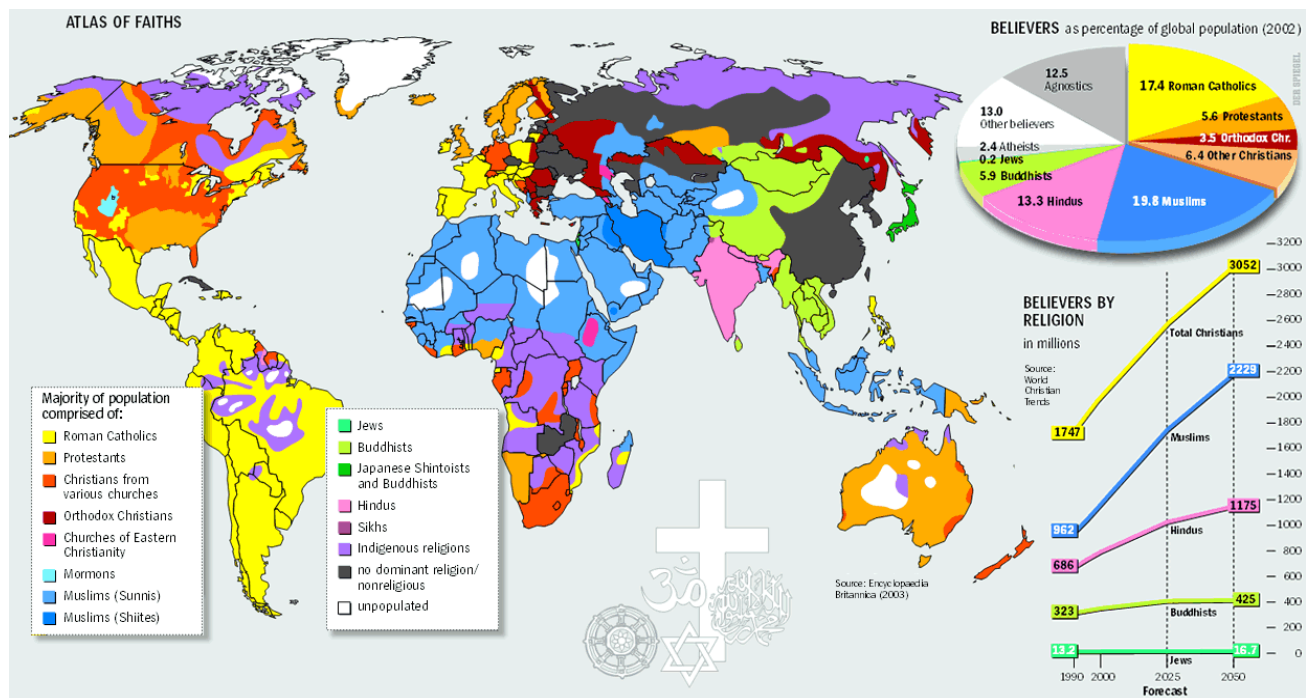 ATLAS OF FAITHS
BELIEVERS as percentage of global population (2002)
12.5
Agnostics
17.4 Roman Catholics
13.0
Other believers
5.6 Protestants
3.5 Orthodox Chr.
2.4 Atheists
0.2 Jews
6.4 Other Christians
5.9 Buddhists
13.3 Hindus
19.8 Muslims
DER SPIEGEL
Majority of population
comprised of:
Roman Catholics
Protestants
Christians from
various churches
Orthodox Christians
Churches of Eastern
Christianity
Mormons
Muslims (Sunnis)
Muslims (Shiites)
Jews
Buddhists
Japanese Shintoists
and Buddhists
Hindus
Sikhs
Indigenous religions
no dominant religion/
nonreligious
unpopulated
Source: Encyclopaedia
Britannica (2003)
BELIEVERS BY
RELIGION
in millions
Source:
World
Christian
Trends
3200
3000
2800
2600
2400
2200
2000
1800
1600
1400
1200
1000
800
600
400
200
0
3052
Total Christians
1747
2229
Muslims
962
1175
Hindus
686
425
323
Buddhists
13.2
16.7
Jews
1990 2000 2025 2050
Forecast